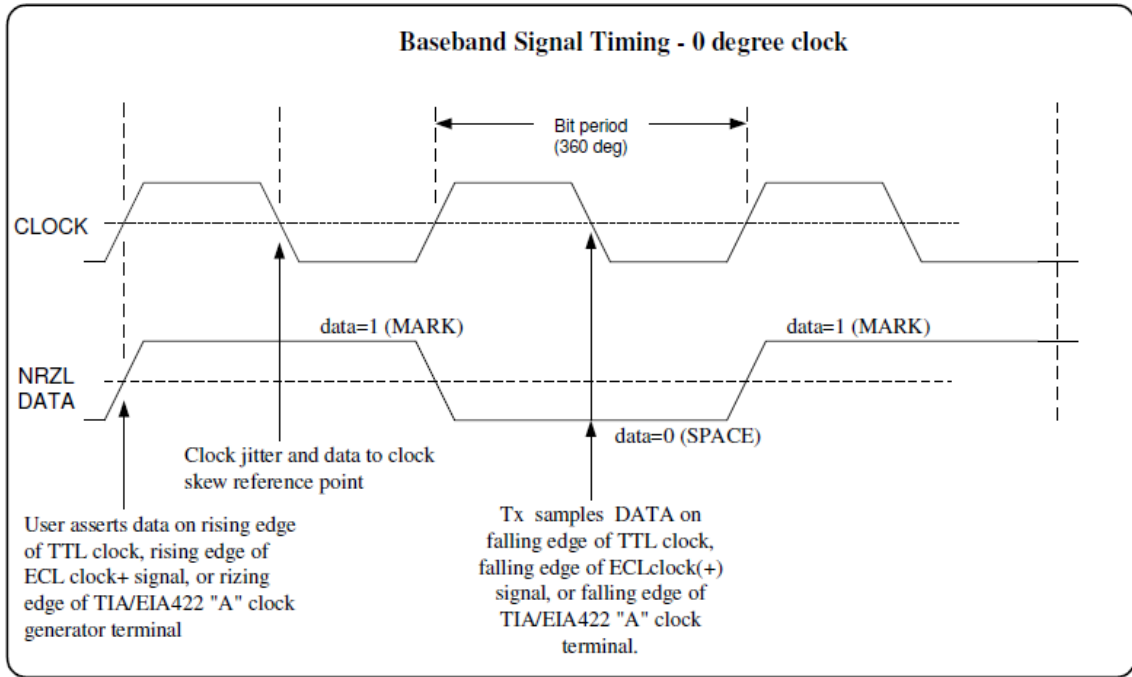 Baseband Signal Timing - 0 degree clock
Bit period
(360 deg)
CLOCK
data=1 (MARK)
data=1 (MARK)
NRZL
DATA
data=0 (SPACE)
Clock jitter and data to clock
skew reference point
User asserts data on rising edge
of TTL clock, rising edge of
ECL clock+ signal, or rizing
edge of TIA/EIA422 "A" clock
generator terminal
Tx samples DATA on
falling edge of TTL clock,
falling edge of ECLclock(+)
signal, or falling edge of
TIA/EIA422 "A" clock
terminal.